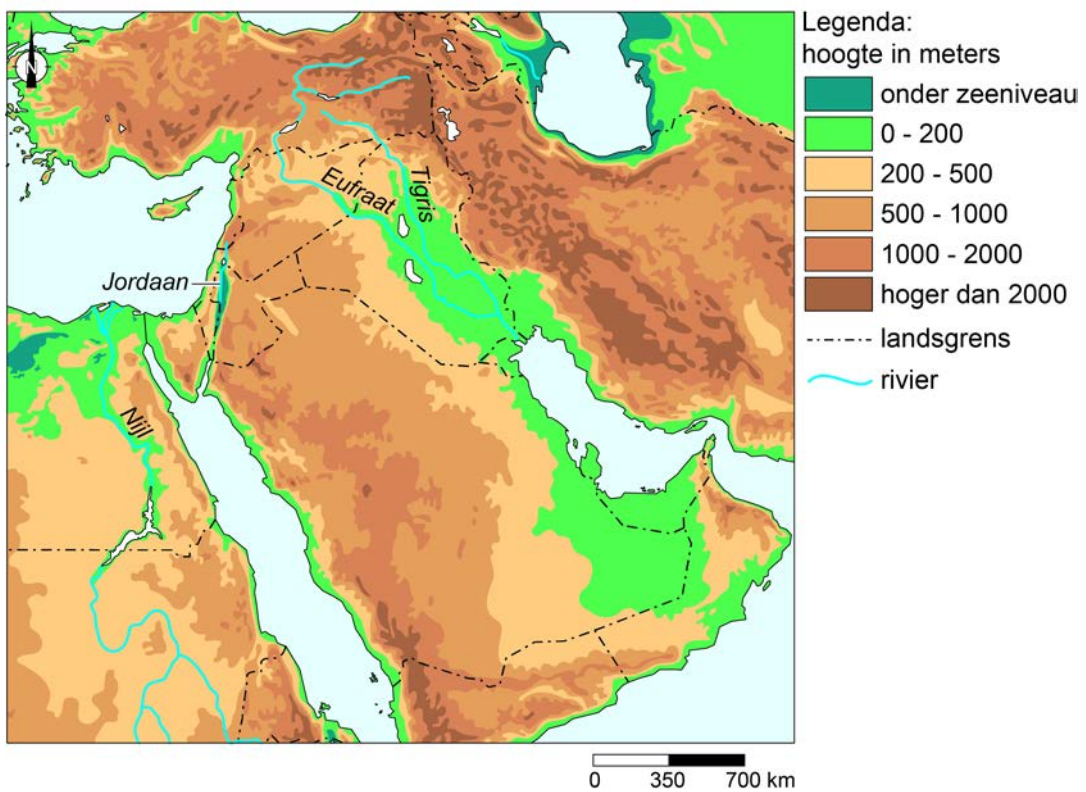 Legenda:
hoogte in meters
onder zeeniveau
0 - 200
200 - 500
500 - 1000
1000 - 2000
hoger dan 2000
landsgrens
rivier
N
Eufraat
Tigris
Jordaan
Nijl
0 350 700 km